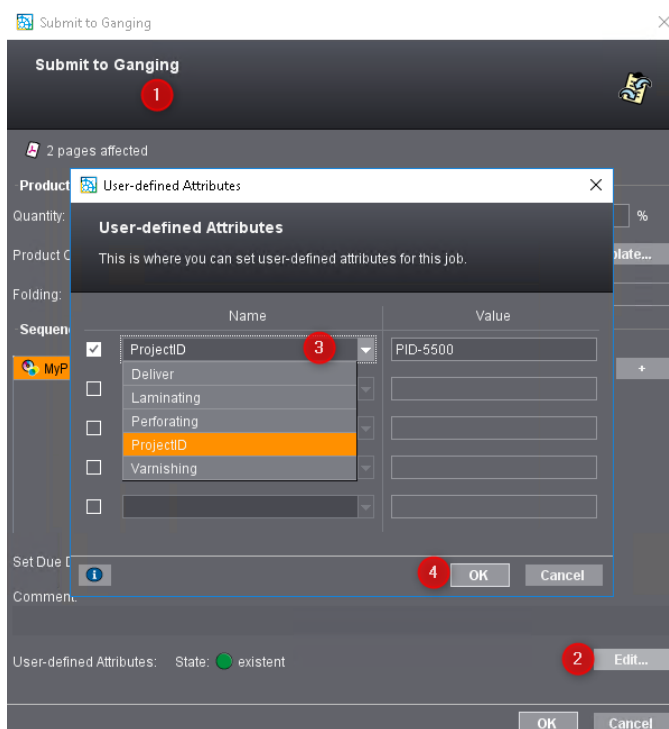 Submit to Ganging
Submit to Ganging
1
2 pages affected
Product
Quantity:
%
Product C
plate...
Folding:
Sequen
MyP
+
User-defined Attributes
User-defined Attributes
This is where you can set user-defined attributes for this job.
Name
Value
ProjectID
3
PID-5500
Deliver
Laminating
Perforating
ProjectID
Varnishing
4
OK
Cancel
Set Due D
Comment:
User-defined Attributes:
State:
existent
2
Edit...
OK
Cancel